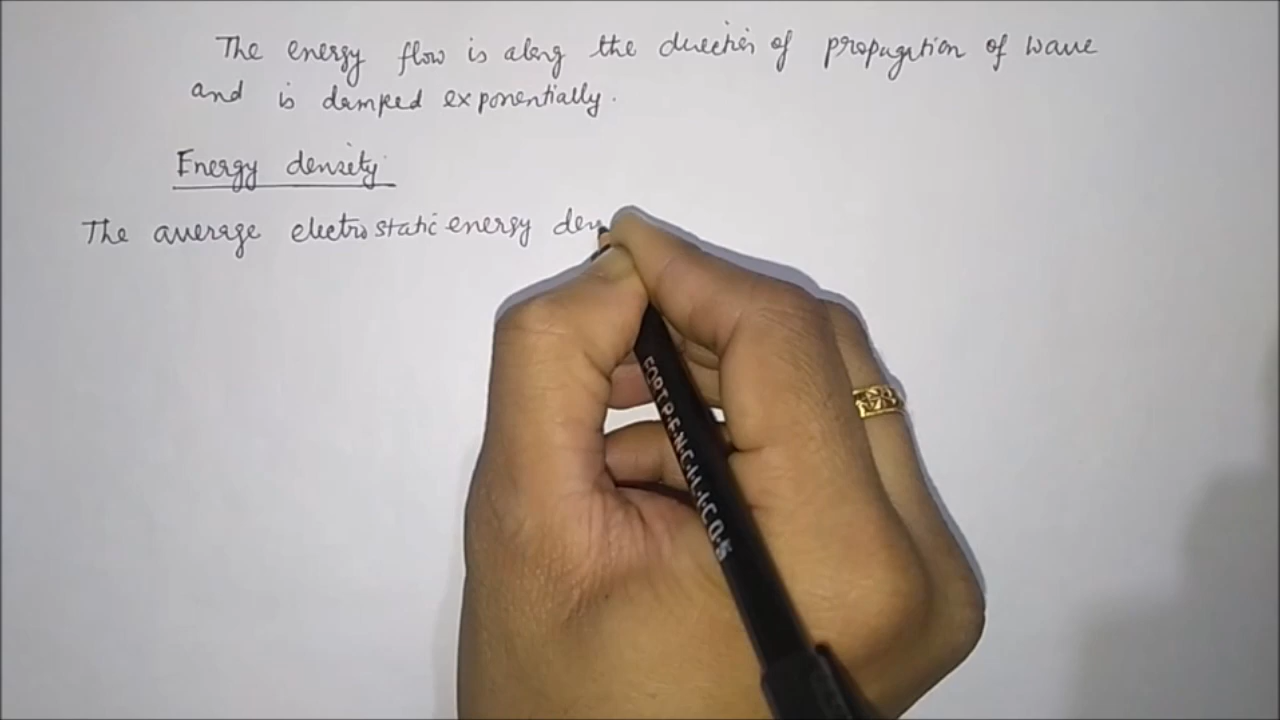 The energy flow is along the direction of propagation of wave
and is damped exponentially.
Energy density
The average electrostatic energy den